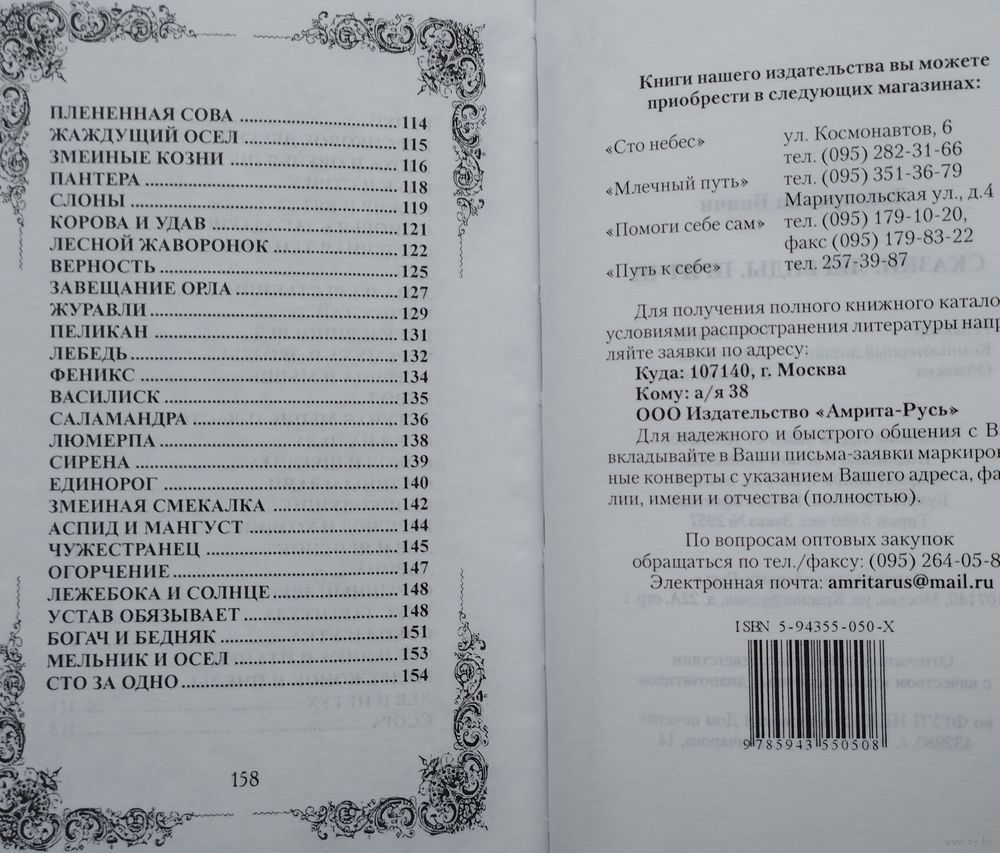 ПЛЕНЕННАЯ СОВА ........ 114
ЖАЖДУЩИЙ ОСЕЛ ........ 115
ЗМЕИНЫЕ КОЗНИ ........ 116
ПАНТЕРА ........ 118
СЛОНЫ ........ 119
КОРОВА И УДАВ ........ 121
ЛЕСНОЙ ЖАВОРОНОК ........ 122
ВЕРНОСТЬ ........ 125
ЗАВЕЩАНИЕ ОРЛА ........ 127
ЖУРАВЛИ ........ 129
ПЕЛИКАН ........ 131
ЛЕБЕДЬ ........ 132
ФЕНИКС ........ 134
ВАСИЛИСК ........ 135
САЛАМАНДРА ........ 136
ЛЮМЕРПА ........ 138
СИРЕНА ........ 139
ЕДИНОРОГ ........ 140
ЗМЕИНАЯ СМЕКАЛКА ........ 142
АСПИД И МАНГУСТ ........ 144
ЧУЖЕСТРАНЕЦ ........ 145
ОГОРЧЕНИЕ ........ 147
ЛЕЖЕБОКА И СОЛНЦЕ ........ 148
УСТАВ ОБЯЗЫВАЕТ ........ 148
БОГАЧ И БЕДНЯК ........ 151
МЕЛЬНИК И ОСЕЛ ........ 153
СТО ЗА ОДНО ........ 154
158
Книги нашего издательства вы можете
приобрести в следующих магазинах:
«Сто небес» ул. Космонавтов, 6
тел. (095) 282-31-66
«Млечный путь» тел. (095) 351-36-79
Мариупольская ул., д.4
«Помоги себе сам» тел. (095) 179-10-20,
факс (095) 179-83-22
«Путь к себе» тел. 257-39-87
Для получения полного книжного катало
условиями распространения литературы напр
ляйте заявки по адресу:
Куда: 107140, г. Москва
Кому: а/я 38
ООО Издательство «Амрита-Русь»
Для надежного и быстрого общения с В
вкладывайте в Ваши письма-заявки маркиров
ные конверты с указанием Вашего адреса, фа
лии, имени и отчества (полностью).
По вопросам оптовых закупок
обращаться по тел./факсу: (095) 264-05-8
Электронная почта: amritarus@mail.ru
ISBN 5-94355-050-X
9 785943 550508
www.ay.by